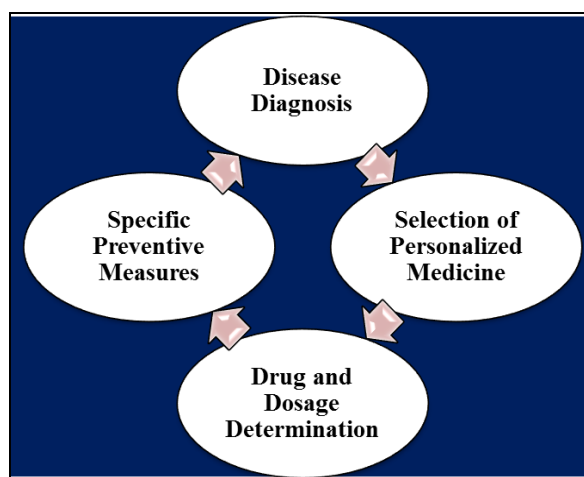 Disease
Diagnosis
Selection of
Personalized
Medicine
Drug and
Dosage
Determination
Specific
Preventive
Measures